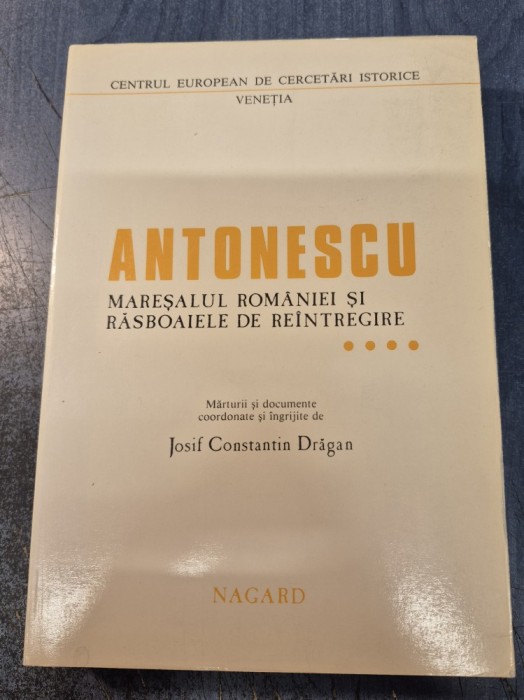 CENTRUL EUROPEAN DE CERCETĂRI ISTORICE
VENEȚIA
ANTONESCU
MAREȘALUL ROMÂNIEI ȘI
RĂSBOAIELE DE REÎNTREGIRE
Mărturii și documente
coordonate și îngrijite de
Josif Constantin Drăgan
NAGARD